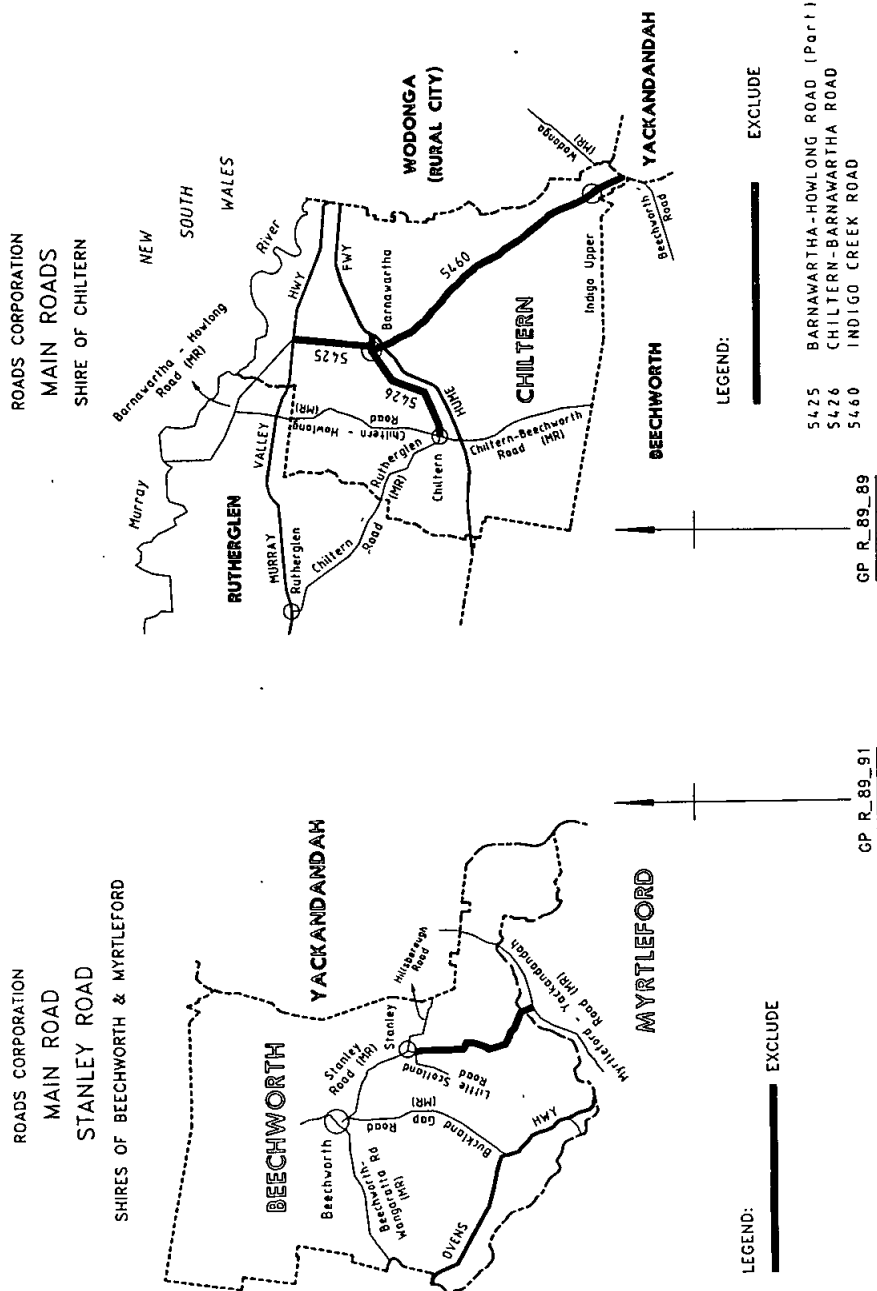 ROADS CORPORATION
MAIN ROAD
STANLEY ROAD
SHIRES OF BEECHWORTH & MYRTLEFORD
BEECHWORTH
YACKANDANDAH
MYRTLEFORD
Beechworth
Beechworth-
Wangaratta Rd
(MR)
Stanley
Road (MR)
Stanley
Hillsborough
Road
Little Scotland
Road
Buckland Gap
Road (MR)
OVENS
HWY
Myrtleford - Yackandandah
Road (MR)
LEGEND:
EXCLUDE
GP R_89_91
ROADS CORPORATION
MAIN ROADS
SHIRE OF CHILTERN
NEW
SOUTH
WALES
Murray
River
Barnawartha - Howlong
Road (MR)
RUTHERGLEN
WODONGA
(RURAL CITY)
MURRAY
VALLEY
HWY
Rutherglen
Chiltern - Howlong
Road (MR)
Chiltern
Rutherglen
Road (MR)
5425
5426
5460
FWY
HUME
Barnawartha
Chiltern
CHILTERN
Chiltern-Beechworth
Road (MR)
Indigo Upper
Wodonga
(MR)
Beechworth
Road
BEECHWORTH
YACKANDANDAH
LEGEND:
EXCLUDE
5425 BARNAWARTHA-HOWLONG ROAD (Part)
5426 CHILTERN-BARNAWARTHA ROAD
5460 INDIGO CREEK ROAD
GP R_89_89